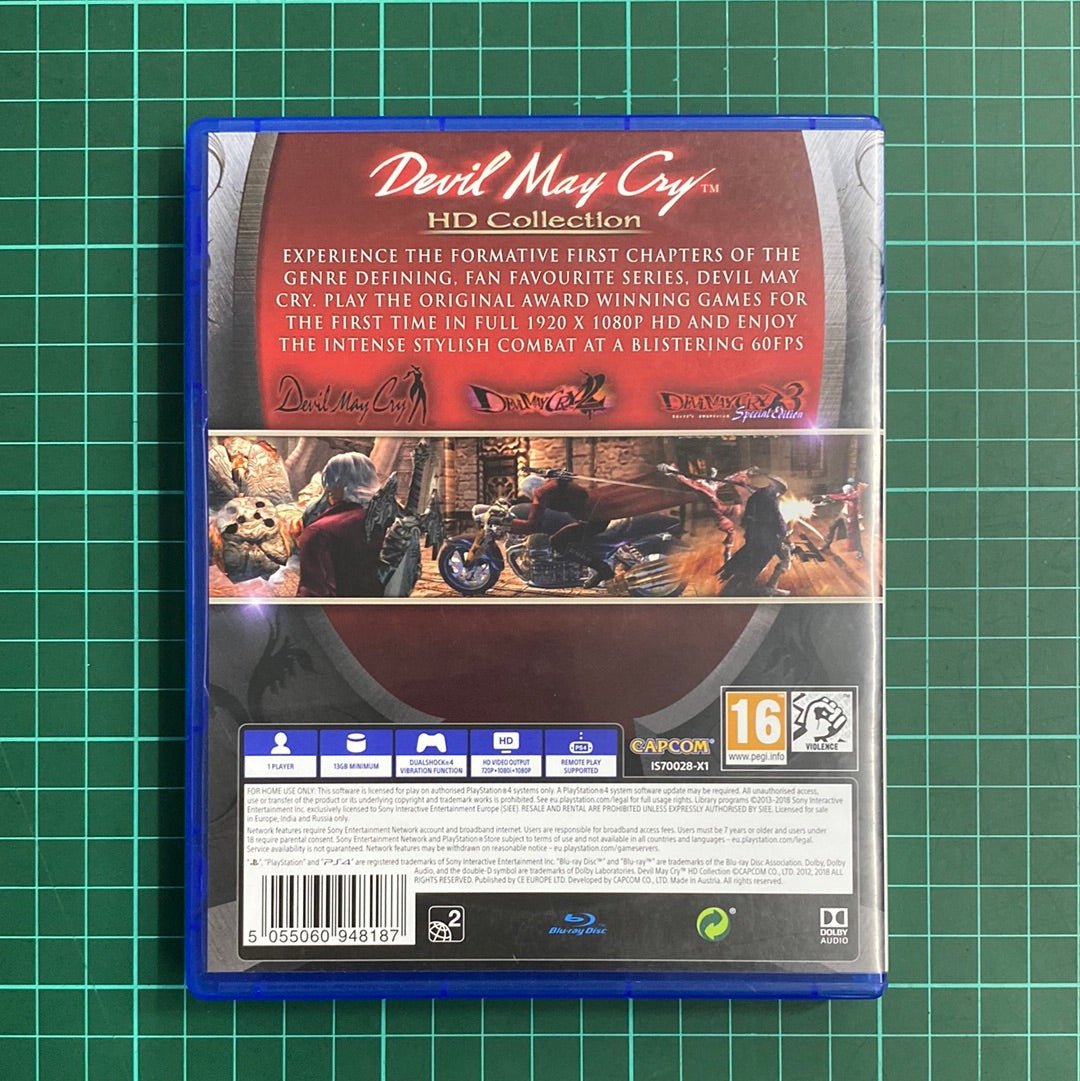 Devil May Cry™
HD Collection
EXPERIENCE THE FORMATIVE FIRST CHAPTERS OF THE
GENRE DEFINING, FAN FAVOURITE SERIES, DEVIL MAY
CRY. PLAY THE ORIGINAL AWARD WINNING GAMES FOR
THE FIRST TIME IN FULL 1920 X 1080P HD AND ENJOY
THE INTENSE STYLISH COMBAT AT A BLISTERING 60FPS
Devil May Cry DEVIL MAY CRY 2 DEVIL MAY CRY 3
Special Edition
HD PS4
1 PLAYER 13GB MINIMUM DUALSHOCK®4 VIBRATION FUNCTION HD VIDEO OUTPUT 720P•1080i•1080P REMOTE PLAY SUPPORTED
CAPCOM®
IS70028-X1
16
www.pegi.info
VIOLENCE
FOR HOME USE ONLY: This software is licensed for play on authorised PlayStation®4 systems only. A PlayStation®4 system software update may be required. All unauthorised access,
use or transfer of the product or its underlying copyright and trademark works is prohibited. See eu.playstation.com/legal for full usage rights. Library programs ©2013-2018 Sony Interactive
Entertainment Inc. exclusively licensed to Sony Interactive Entertainment Europe (SIEE). RESALE AND RENTAL ARE PROHIBITED UNLESS EXPRESSLY AUTHORISED BY SIEE. Licensed for sale
in Europe, India and Russia only.
Network features require Sony Entertainment Network account and broadband internet. Users are responsible for broadband access fees. Users must be 7 years or older and users under
18 require parental consent. Sony Entertainment Network and PlayStation®Store subject to terms of use and not available in all countries and languages – eu.playstation.com/legal.
Service availability is not guaranteed. Network features may be withdrawn on reasonable notice – eu.playstation.com/gameservers.
"PlayStation" and "PS4" are registered trademarks of Sony Interactive Entertainment Inc. "Blu-ray Disc™" and "Blu-ray™" are trademarks of the Blu-ray Disc Association. Dolby, Dolby
Audio, and the double-D symbol are trademarks of Dolby Laboratories. Devil May Cry™ HD Collection ©CAPCOM CO., LTD. 2012, 2018 ALL
RIGHTS RESERVED. Published by CE EUROPE LTD. Developed by CAPCOM CO., LTD. Made in Austria. All rights reserved.
5 055060 948187
2
Blu-ray Disc™
®
DOLBY
AUDIO